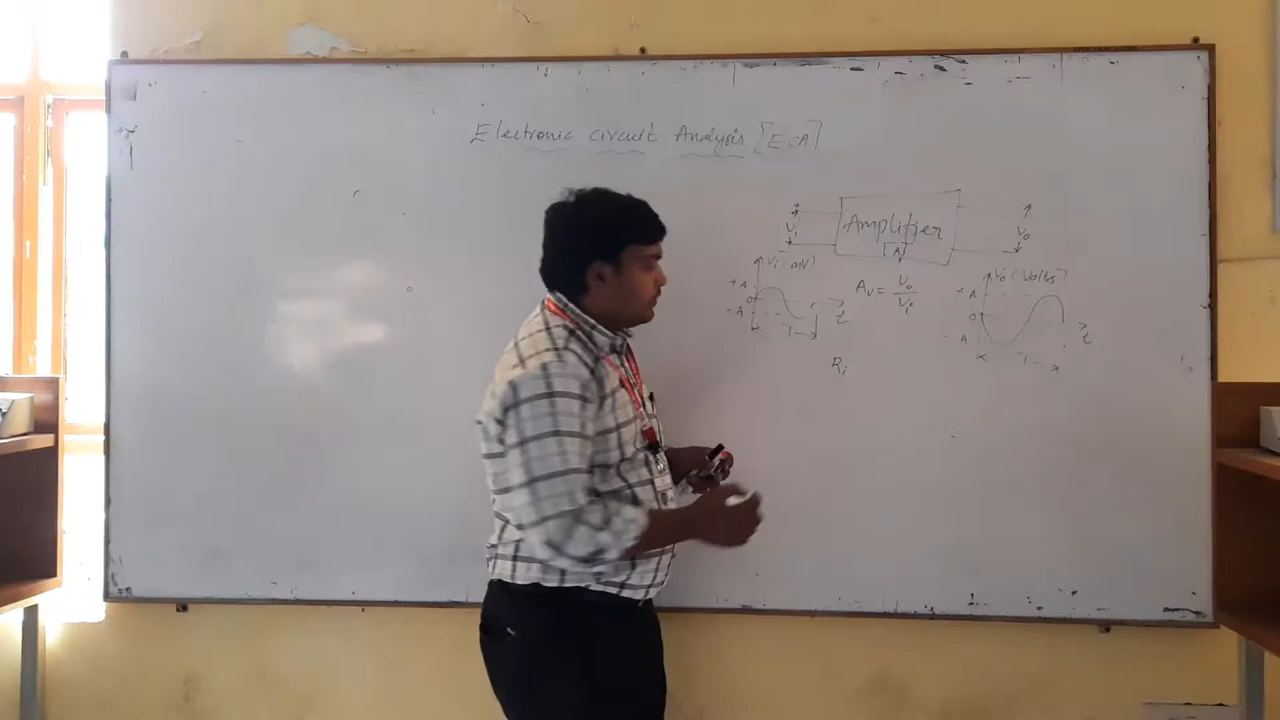 Electronic circuit Analysis [ECA]
+
Vi
-
Amplifier
[A]
Vo
Vi (mV)
+A
0
-A
T
t
Av = Vo/Vi
Vo (Volts)
+A
0
-A
T
t
Ri